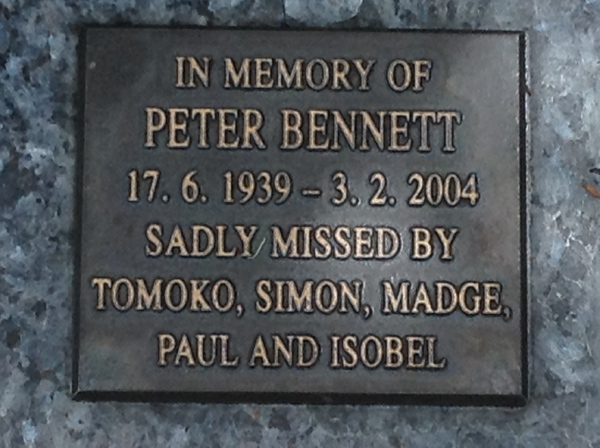 IN MEMORY OF
PETER BENNETT
17. 6. 1939 – 3. 2. 2004
SADLY MISSED BY
TOMOKO, SIMON, MADGE,
PAUL AND ISOBEL